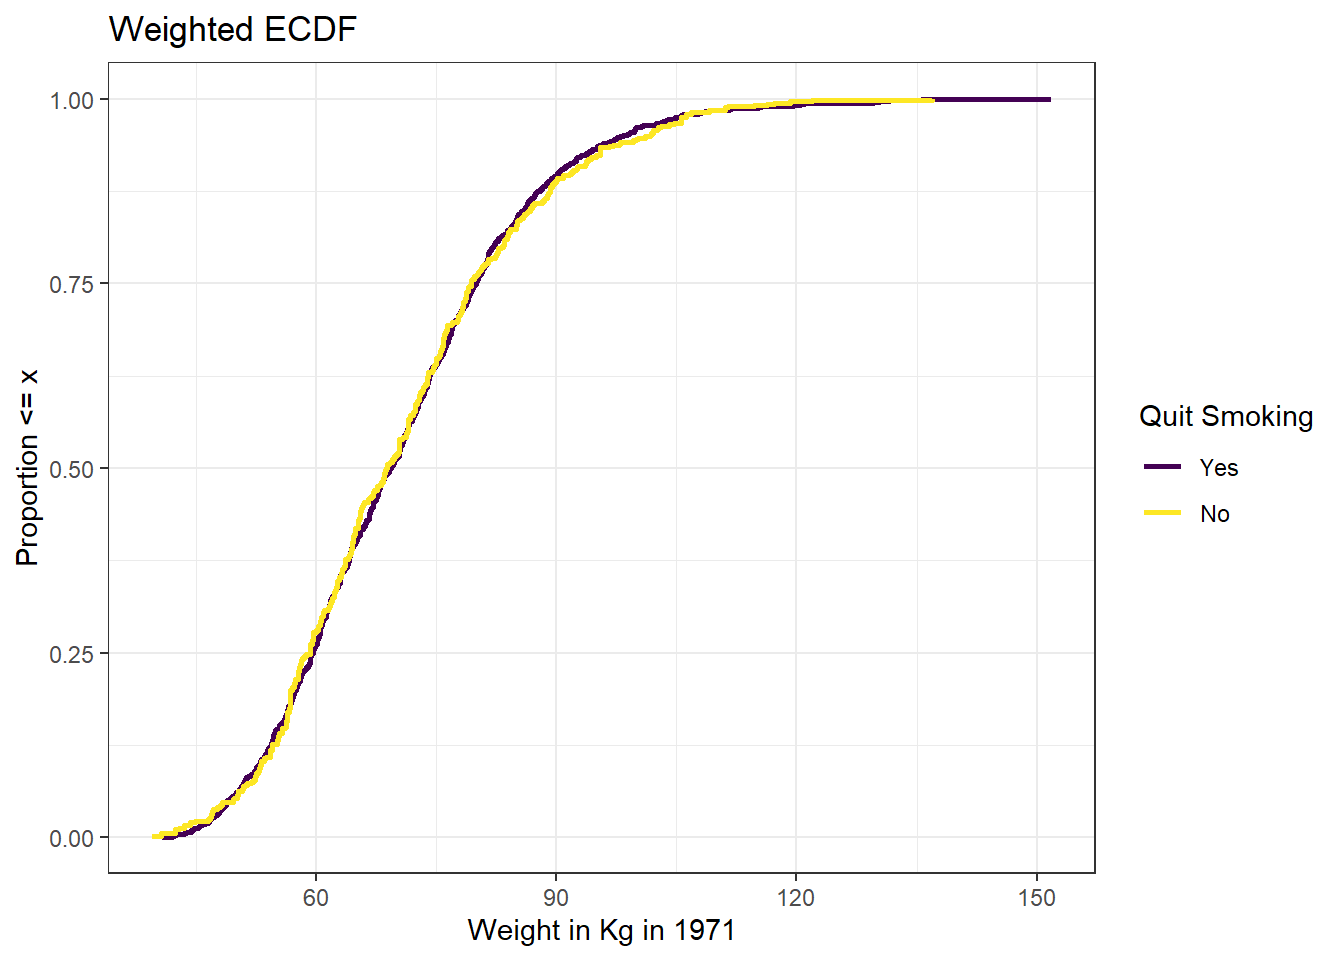 Weighted ECDF
1.00
0.75
0.50
0.25
0.00
Proportion <= x
60 90 120 150
Weight in Kg in 1971
Quit Smoking
Yes
No